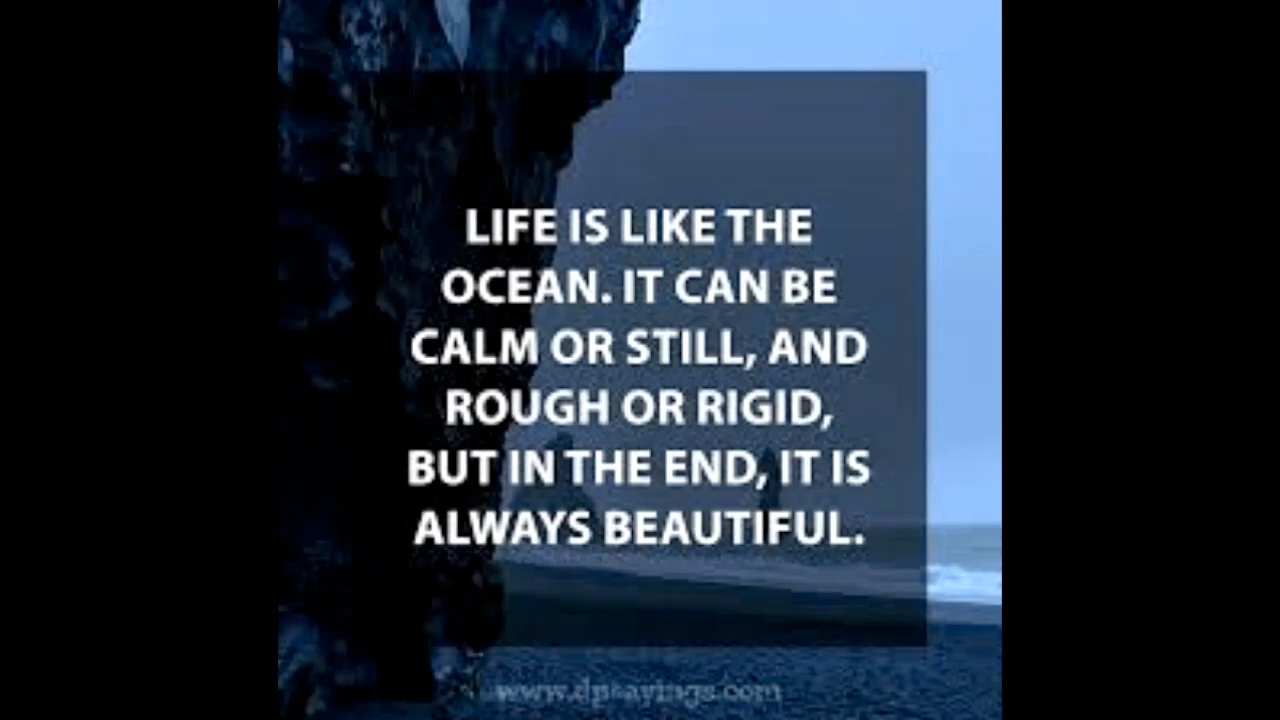 LIFE IS LIKE THE
OCEAN. IT CAN BE
CALM OR STILL, AND
ROUGH OR RIGID,
BUT IN THE END, IT IS
ALWAYS BEAUTIFUL.
www.dpsayings.com